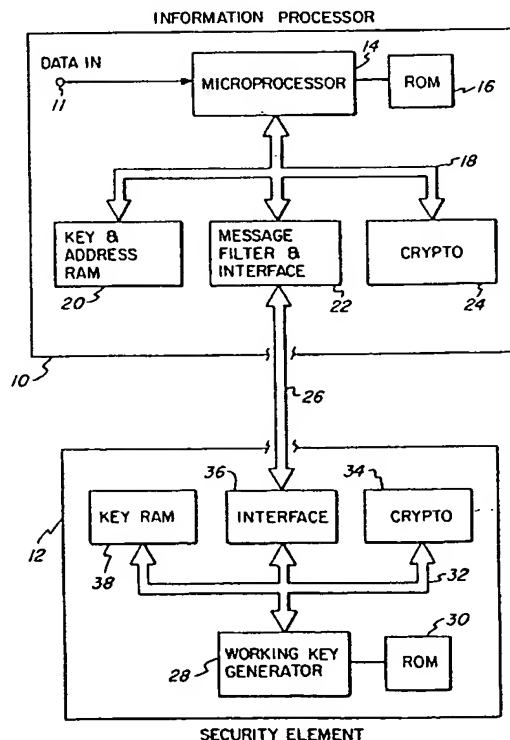 INFORMATION PROCESSOR
DATA IN
11
MICROPROCESSOR
14
ROM
16
18
KEY &
ADDRESS
RAM
20
MESSAGE
FILTER &
INTERFACE
22
CRYPTO
24
10
26
12
KEY RAM
38
36
INTERFACE
34
CRYPTO
32
28
WORKING KEY
GENERATOR
30
ROM
SECURITY ELEMENT